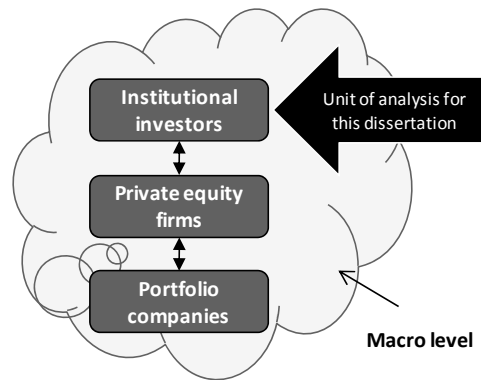 Institutional
investors
Unit of analysis for
this dissertation
Private equity
firms
Portfolio
companies
Macro level